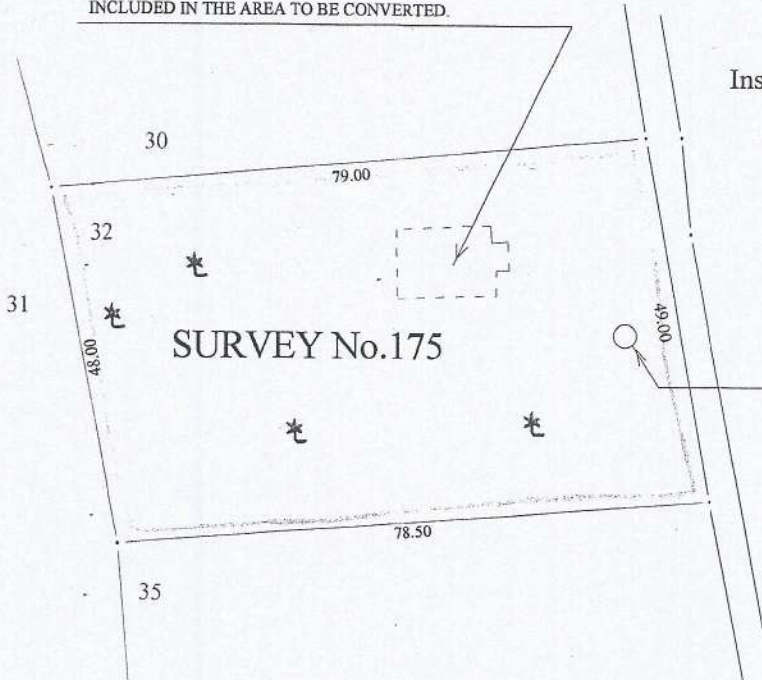 INCLUDED IN THE AREA TO BE CONVERTED.
Ins
30
79.00
32
31
48.00
SURVEY No.175
49.00
78.50
35